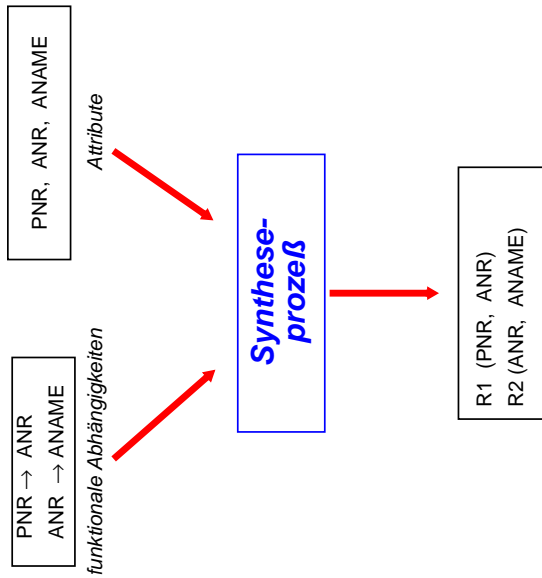 PNR → ANR
ANR → ANAME
funktionale Abhängigkeiten
PNR, ANR, ANAME
Attribute
Synthese-
prozeß
R1 (PNR, ANR)
R2 (ANR, ANAME)